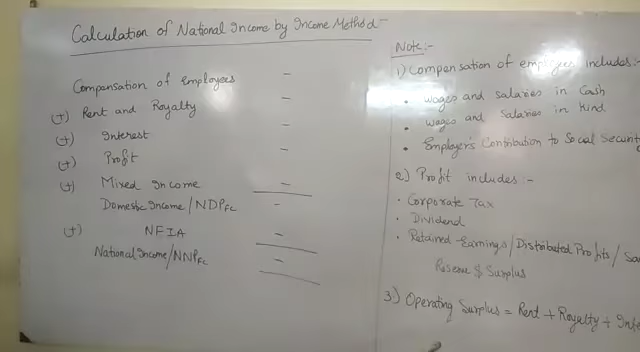 Calculation of National Income by Income Method:-
Compensation of employees -
(+) Rent and Royalty -
(+) Interest -
(+) Profit -
(+) Mixed Income -
Domestic Income/NDPFC -
(+) NFIA -
National Income/NNPFC -
Note:-
1) Compensation of employees includes:-
• Wages and Salaries in Cash
• Wages and Salaries in Kind
• Employer's Contribution to Social Securit
2) Profit includes:-
• Corporate Tax
• Dividend
• Retained Earnings/Distributed Profits/
Reserve & Surplus
3) Operating Surplus = Rent + Royalty + Inte